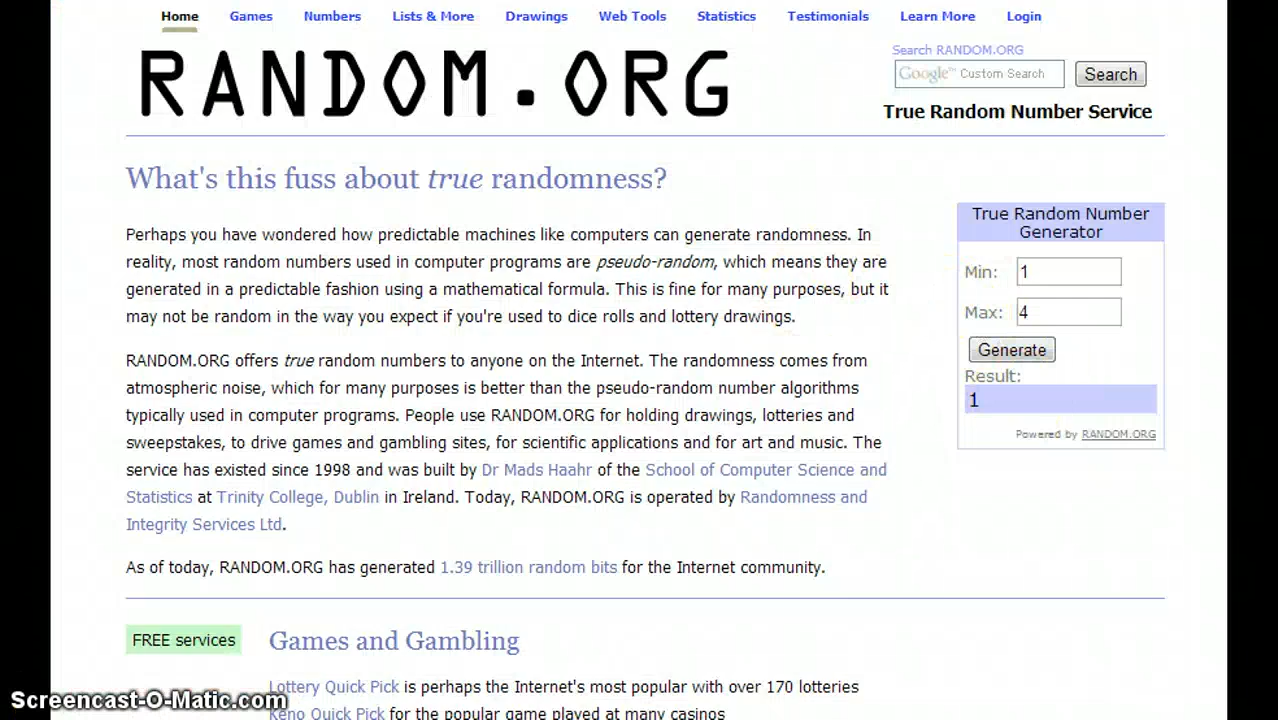 Home Games Numbers Lists & More Drawings Web Tools Statistics Testimonials Learn More Login
RANDOM.ORG
Search RANDOM.ORG
Google™ Custom Search Search
True Random Number Service
What's this fuss about true randomness?
Perhaps you have wondered how predictable machines like computers can generate randomness. In
reality, most random numbers used in computer programs are pseudo-random, which means they are
generated in a predictable fashion using a mathematical formula. This is fine for many purposes, but it
may not be random in the way you expect if you're used to dice rolls and lottery drawings.
RANDOM.ORG offers true random numbers to anyone on the Internet. The randomness comes from
atmospheric noise, which for many purposes is better than the pseudo-random number algorithms
typically used in computer programs. People use RANDOM.ORG for holding drawings, lotteries and
sweepstakes, to drive games and gambling sites, for scientific applications and for art and music. The
service has existed since 1998 and was built by Dr Mads Haahr of the School of Computer Science and
Statistics at Trinity College, Dublin in Ireland. Today, RANDOM.ORG is operated by Randomness and
Integrity Services Ltd.
As of today, RANDOM.ORG has generated 1.39 trillion random bits for the Internet community.
True Random Number
Generator
Min: 1
Max: 4
Generate
Result:
1
Powered by RANDOM.ORG
FREE services
Games and Gambling
Lottery Quick Pick is perhaps the Internet's most popular with over 170 lotteries
Keno Quick Pick for the popular game played at many casinos
Screencast-O-Matic.com